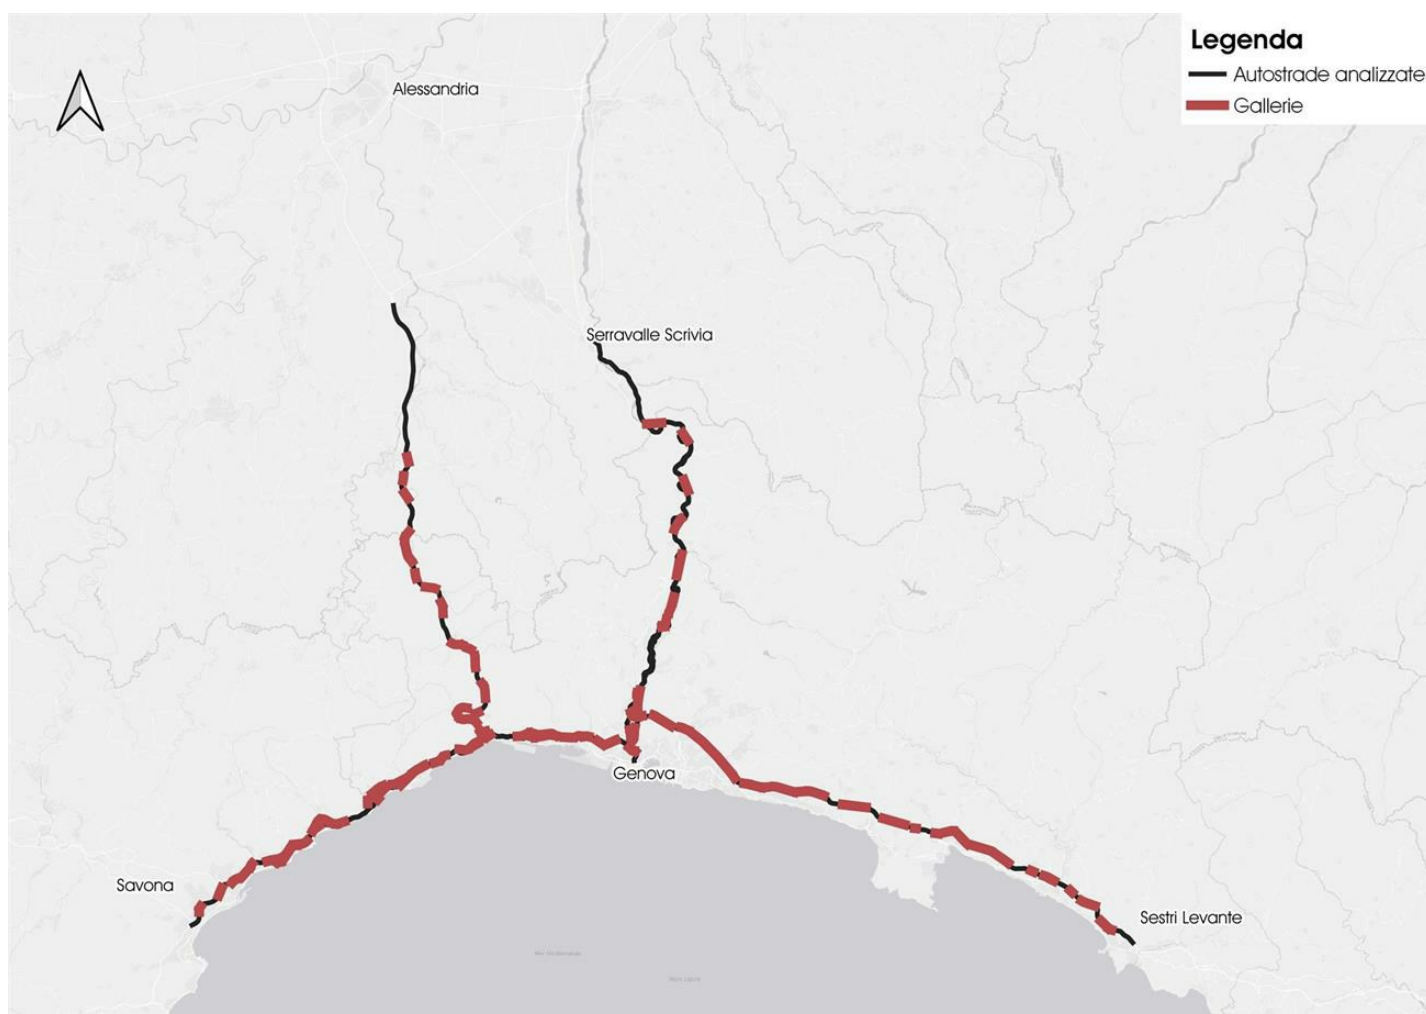 Legenda
Autostrade analizzate
Gallerie
Alessandria
Serravalle Scrivia
Genova
Savona
Sestri Levante